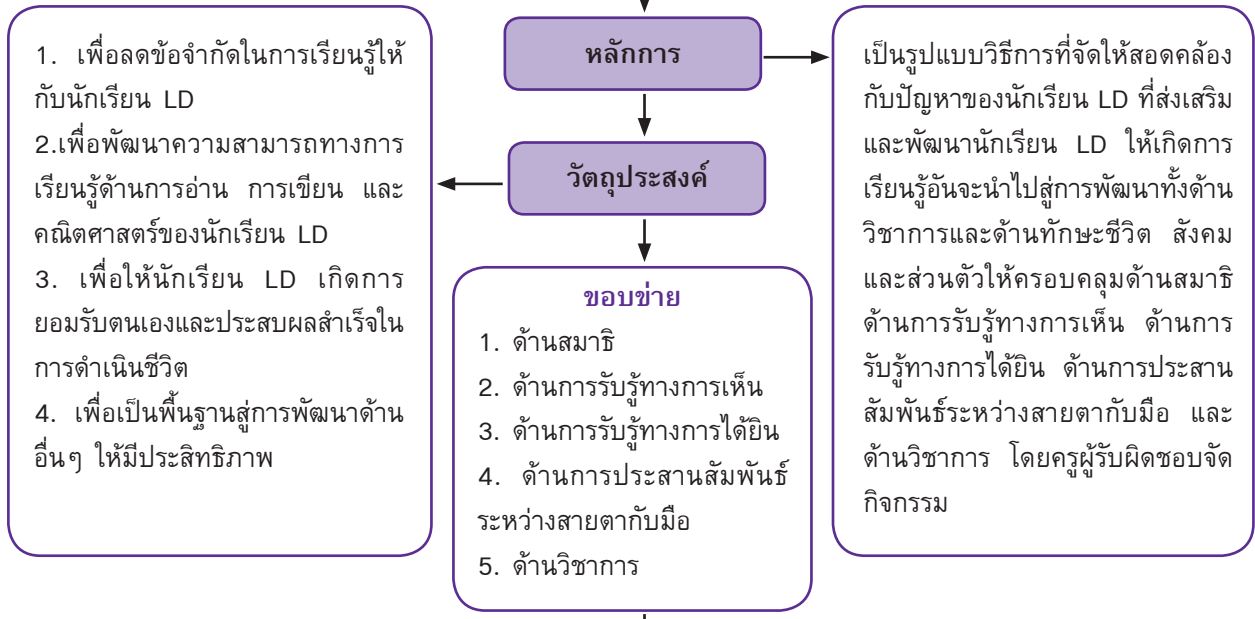 หลักการ
เป็นรูปแบบวิธีการที่จัดให้สอดคล้อง
กับปัญหาของนักเรียน LD ที่ส่งเสริม
และพัฒนานักเรียน LD ให้เกิดการ
เรียนรู้อันจะนำไปสู่การพัฒนาทั้งด้าน
วิชาการและด้านทักษะชีวิต สังคม
และส่วนตัวให้ครอบคลุมด้านสมาธิ
ด้านการรับรู้ทางการเห็น ด้านการ
รับรู้ทางการได้ยิน ด้านการประสาน
สัมพันธ์ระหว่างสายตากับมือ และ
ด้านวิชาการ โดยครูผู้รับผิดชอบจัด
กิจกรรม
วัตถุประสงค์
1. เพื่อลดข้อจำกัดในการเรียนรู้ให้
กับนักเรียน LD
2.เพื่อพัฒนาความสามารถทางการ
เรียนรู้ด้านการอ่าน การเขียน และ
คณิตศาสตร์ของนักเรียน LD
3. เพื่อให้นักเรียน LD เกิดการ
ยอมรับตนเองและประสบผลสำเร็จใน
การดำเนินชีวิต
4. เพื่อเป็นพื้นฐานสู่การพัฒนาด้าน
อื่นๆ ให้มีประสิทธิภาพ
ขอบข่าย
1. ด้านสมาธิ
2. ด้านการรับรู้ทางการเห็น
3. ด้านการรับรู้ทางการได้ยิน
4. ด้านการประสานสัมพันธ์
ระหว่างสายตากับมือ
5. ด้านวิชาการ